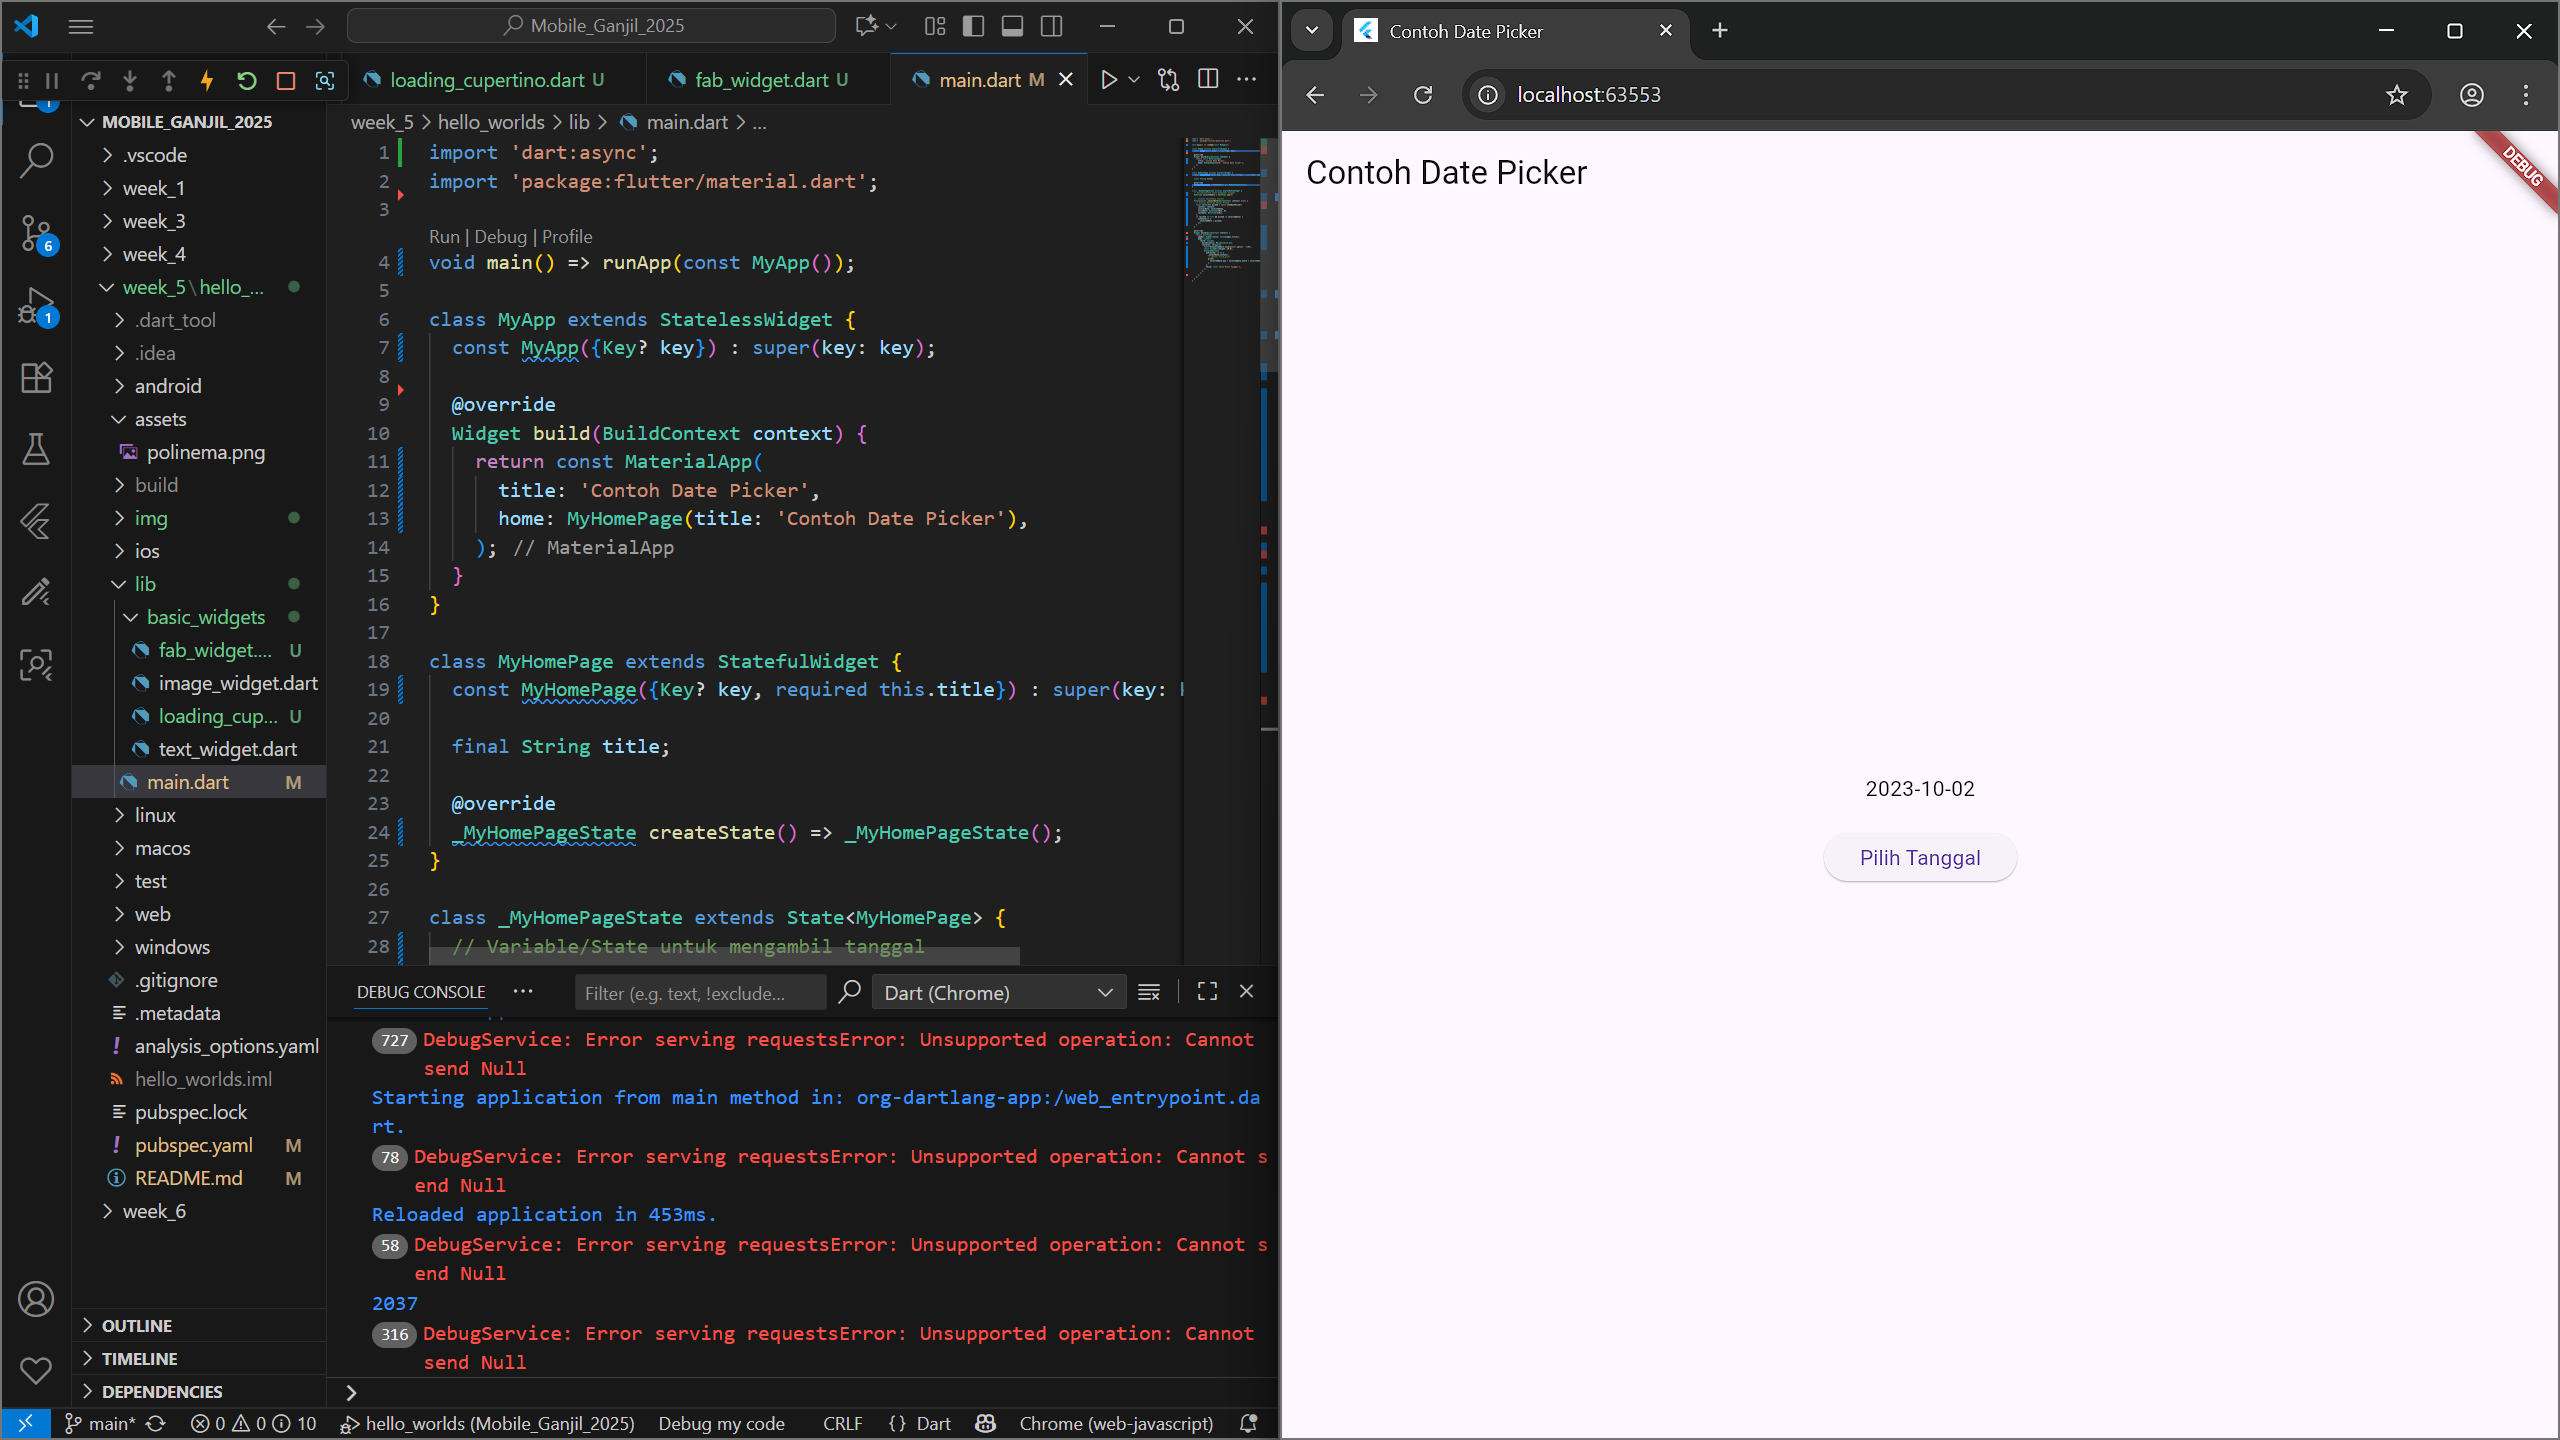 Mobile_Ganjil_2025
loading_cupertino.dart U
fab_widget.dart U
main.dart M
MOBILE_GANJIL_2025
.vscode
week_1
week_3
week_4
week_5\hello_...
.dart_tool
.idea
android
assets
polinema.png
build
img
ios
lib
basic_widgets
fab_widget.... U
image_widget.dart
loading_cup... U
text_widget.dart
main.dart M
linux
macos
test
web
windows
.gitignore
.metadata
analysis_options.yaml
hello_worlds.iml
pubspec.lock
pubspec.yaml M
README.md M
week_6
OUTLINE
TIMELINE
DEPENDENCIES
1
6
1
week_5 > hello_worlds > lib > main.dart > ...
1 import 'dart:async';
2 import 'package:flutter/material.dart';
3
Run | Debug | Profile
4 void main() => runApp(const MyApp());
5
6 class MyApp extends StatelessWidget {
7 const MyApp({Key? key}) : super(key: key);
8
9 @override
10 Widget build(BuildContext context) {
11 return const MaterialApp(
12 title: 'Contoh Date Picker',
13 home: MyHomePage(title: 'Contoh Date Picker'),
14 ); // MaterialApp
15 }
16 }
17
18 class MyHomePage extends StatefulWidget {
19 const MyHomePage({Key? key, required this.title}) : super(key:
20
21 final String title;
22
23 @override
24 _MyHomePageState createState() => _MyHomePageState();
25 }
26
27 class _MyHomePageState extends State<MyHomePage> {
28 // Variable/State untuk mengambil tanggal
DEBUG CONSOLE
Filter (e.g. text, !exclude...
Dart (Chrome)
727 DebugService: Error serving requestsError: Unsupported operation: Cannot
send Null
Starting application from main method in: org-dartlang-app:/web_entrypoint.da
rt.
78 DebugService: Error serving requestsError: Unsupported operation: Cannot s
end Null
Reloaded application in 453ms.
58 DebugService: Error serving requestsError: Unsupported operation: Cannot s
end Null
2037
316 DebugService: Error serving requestsError: Unsupported operation: Cannot
send Null
main* 0 0 10 hello_worlds (Mobile_Ganjil_2025) Debug my code CRLF {} Dart Chrome (web-javascript)
Contoh Date Picker
localhost:63553
Contoh Date Picker
DEBUG
2023-10-02
Pilih Tanggal